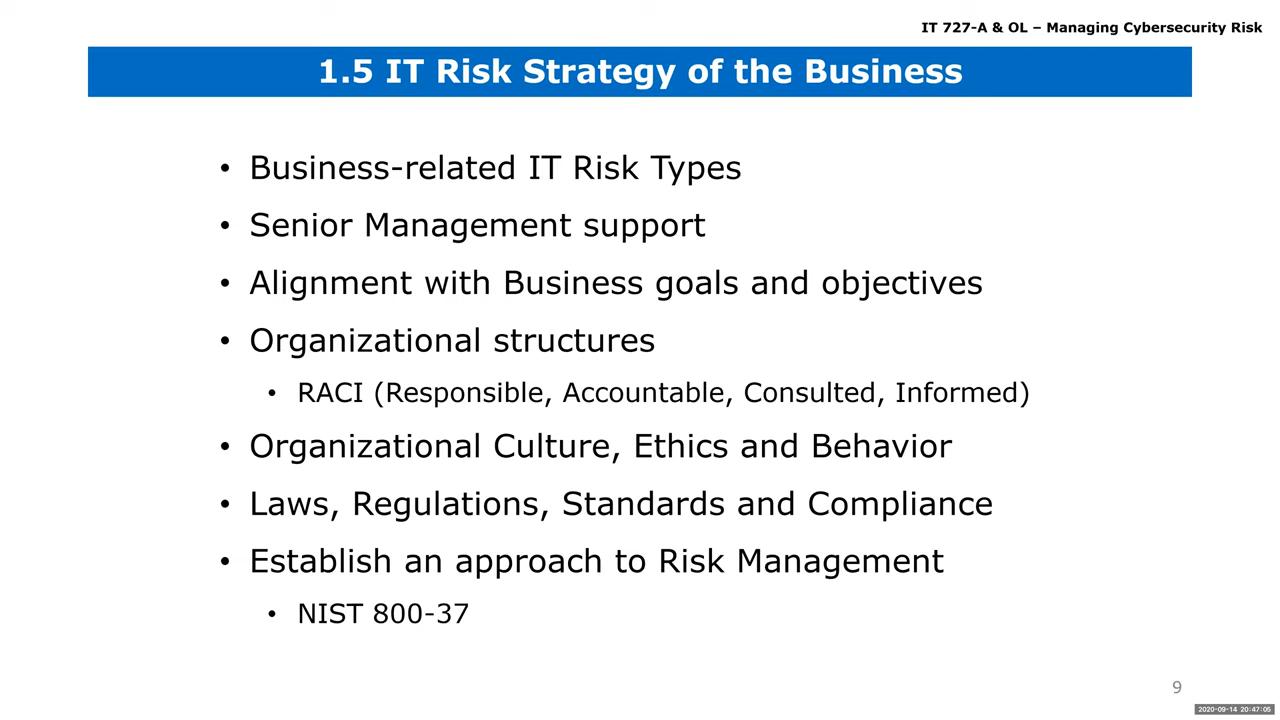 IT 727-A & OL – Managing Cybersecurity Risk
1.5 IT Risk Strategy of the Business
• Business-related IT Risk Types
• Senior Management support
• Alignment with Business goals and objectives
• Organizational structures
• RACI (Responsible, Accountable, Consulted, Informed)
• Organizational Culture, Ethics and Behavior
• Laws, Regulations, Standards and Compliance
• Establish an approach to Risk Management
• NIST 800-37
9
2020-09-14 20:47:05